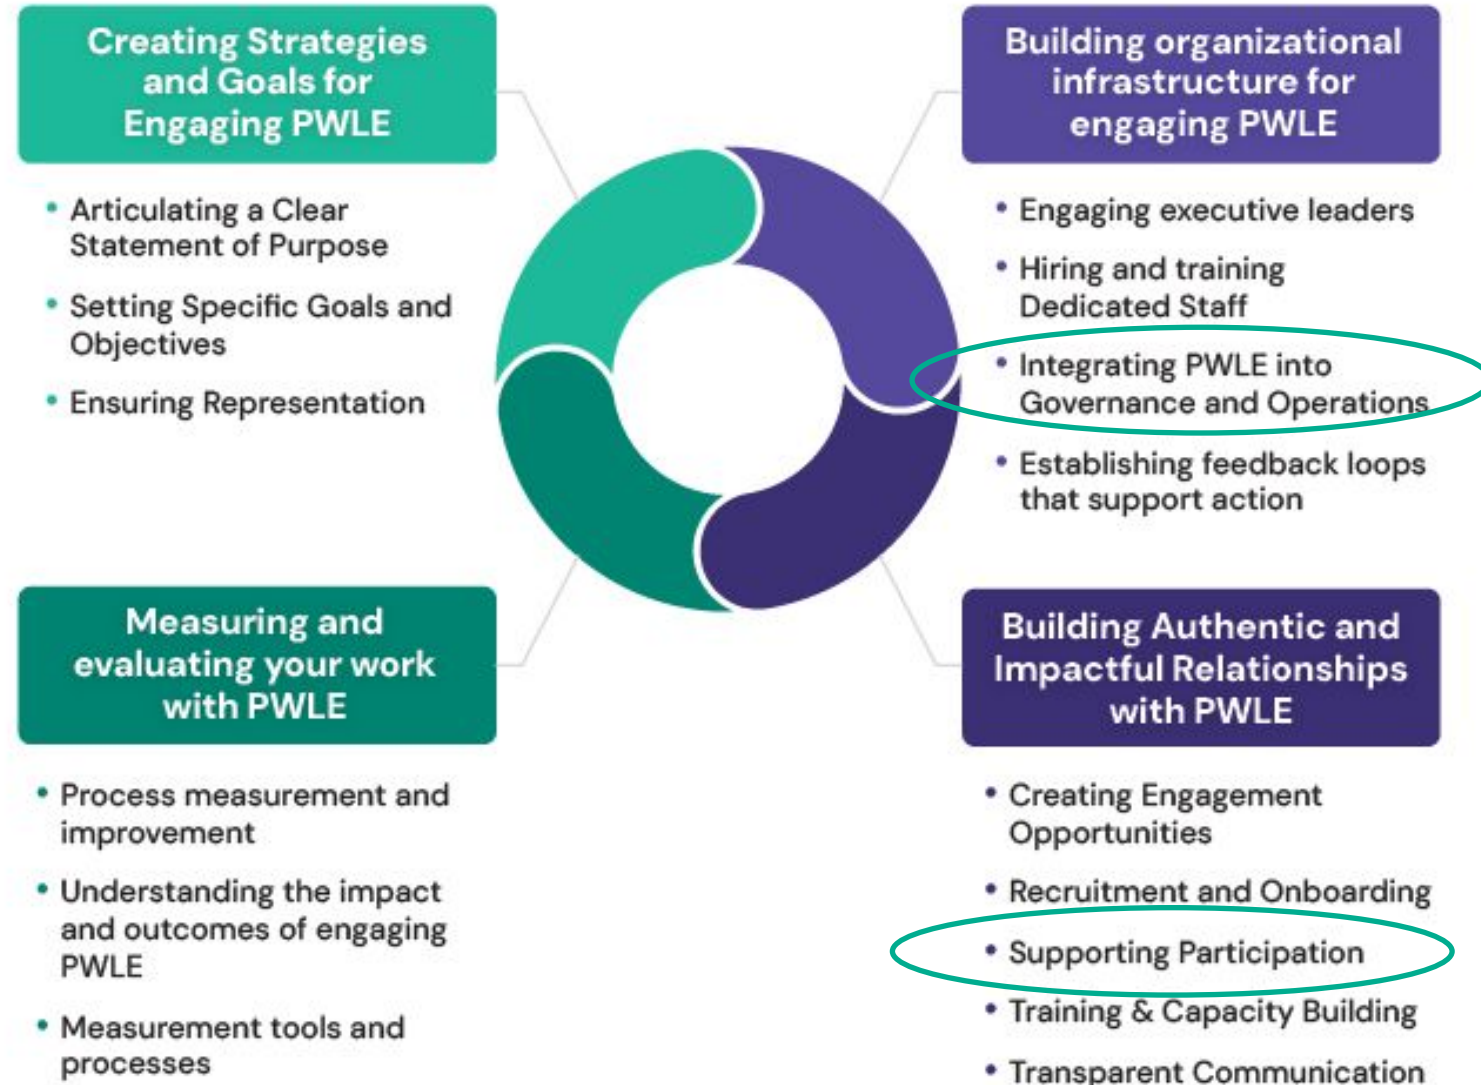 Creating Strategies
and Goals for
Engaging PWLE
• Articulating a Clear
Statement of Purpose
• Setting Specific Goals and
Objectives
• Ensuring Representation
Building organizational
infrastructure for
engaging PWLE
• Engaging executive leaders
• Hiring and training
Dedicated Staff
• Integrating PWLE into
Governance and Operations
• Establishing feedback loops
that support action
Measuring and
evaluating your work
with PWLE
• Process measurement and
improvement
• Understanding the impact
and outcomes of engaging
PWLE
• Measurement tools and
processes
Building Authentic and
Impactful Relationships
with PWLE
• Creating Engagement
Opportunities
• Recruitment and Onboarding
• Supporting Participation
• Training & Capacity Building
• Transparent Communication